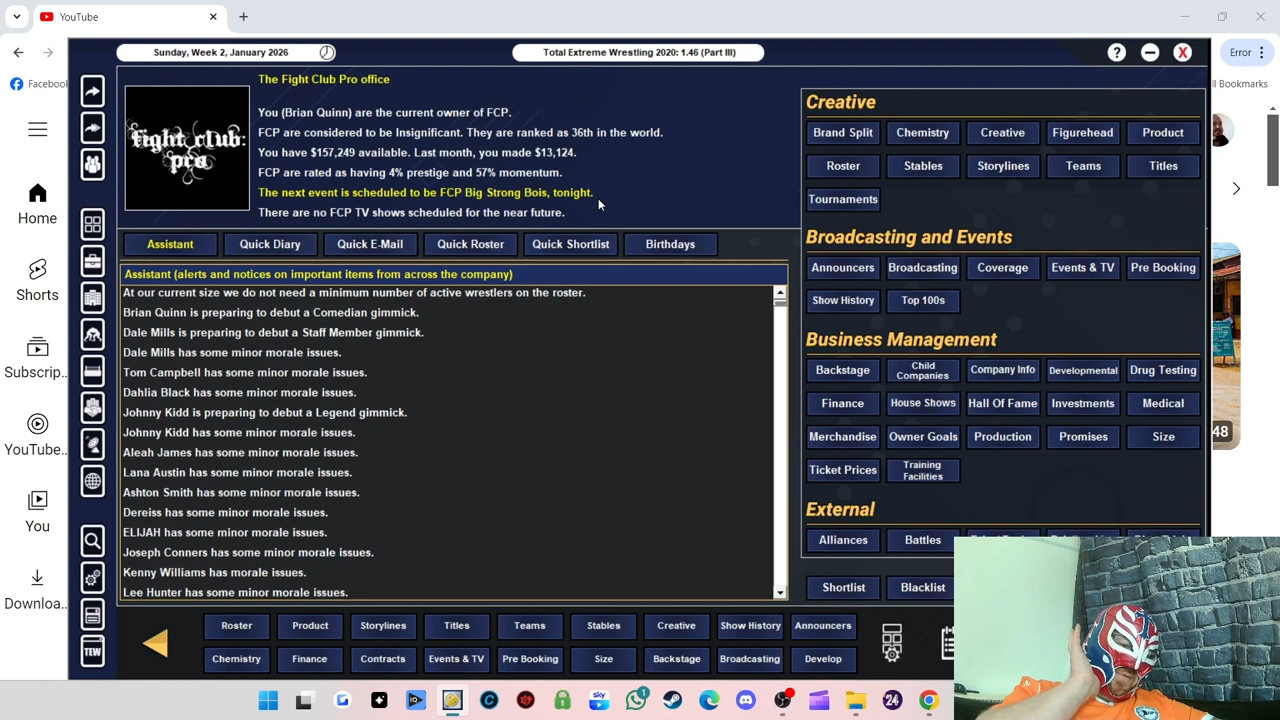 YouTube
Error
Facebook
ll Bookmarks
Sunday, Week 2, January 2026
Total Extreme Wrestling 2020: 1.46 (Part III)
Home
Shorts
Subscrip..
YouTube..
You
Downloa..
fight club:
pro
The Fight Club Pro office
You (Brian Quinn) are the current owner of FCP.
FCP are considered to be Insignificant. They are ranked as 36th in the world.
You have $157,249 available. Last month, you made $13,124.
FCP are rated as having 4% prestige and 57% momentum.
The next event is scheduled to be FCP Big Strong Bois, tonight.
There are no FCP TV shows scheduled for the near future.
Assistant Quick Diary Quick E-Mail Quick Roster Quick Shortlist Birthdays
Assistant (alerts and notices on important items from across the company)
At our current size we do not need a minimum number of active wrestlers on the roster.
Brian Quinn is preparing to debut a Comedian gimmick.
Dale Mills is preparing to debut a Staff Member gimmick.
Dale Mills has some minor morale issues.
Tom Campbell has some minor morale issues.
Dahlia Black has some minor morale issues.
Johnny Kidd is preparing to debut a Legend gimmick.
Johnny Kidd has some minor morale issues.
Aleah James has some minor morale issues.
Lana Austin has some minor morale issues.
Ashton Smith has some minor morale issues.
Dereiss has some minor morale issues.
ELIJAH has some minor morale issues.
Joseph Conners has some minor morale issues.
Kenny Williams has morale issues.
Lee Hunter has some minor morale issues.
Creative
Brand Split Chemistry Creative Figurehead Product
Roster Stables Storylines Teams Titles
Tournaments
Broadcasting and Events
Announcers Broadcasting Coverage Events & TV Pre Booking
Show History Top 100s
Business Management
Backstage Child Companies Company Info Developmental Drug Testing
Finance House Shows Hall Of Fame Investments Medical
Merchandise Owner Goals Production Promises Size
Ticket Prices Training Facilities
External
Alliances Battles
Shortlist Blacklist
48
Roster Product Storylines Titles Teams Stables Creative Show History Announcers
Chemistry Finance Contracts Events & TV Pre Booking Size Backstage Broadcasting Develop
TEW
sky
1
24